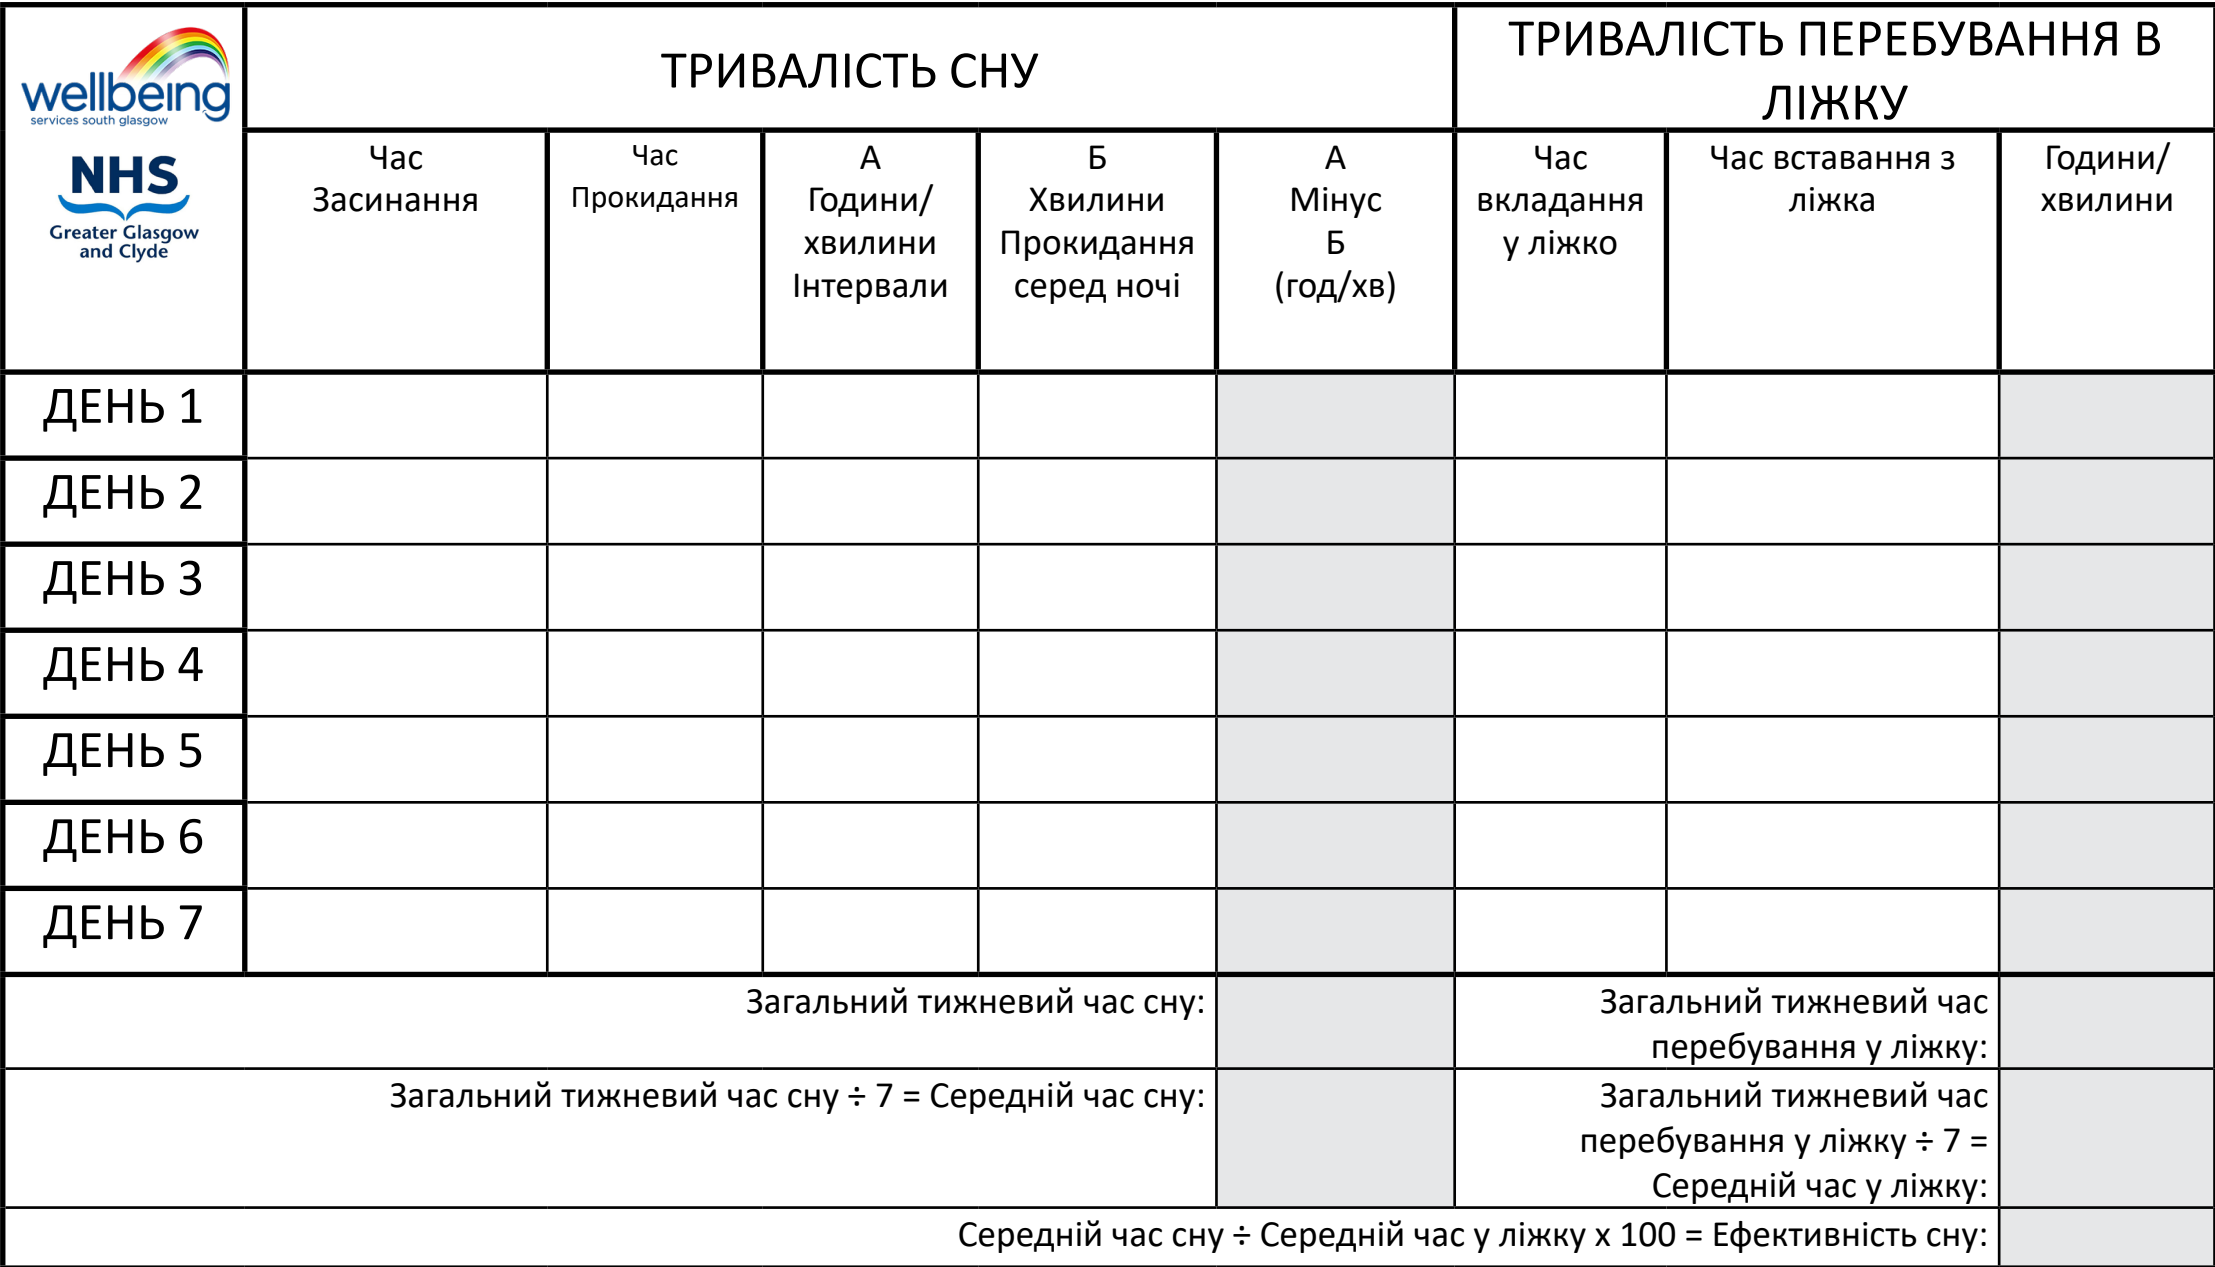 wellbeing
services south glasgow
NHS
Greater Glasgow
and Clyde
ТРИВАЛІСТЬ СНУ
ТРИВАЛІСТЬ ПЕРЕБУВАННЯ В
ЛІЖКУ
Час
Засинання
Час
Прокидання
А
Години/
хвилини
Інтервали
Б
Хвилини
Прокидання
серед ночі
А
Мінус
Б
(год/хв)
Час
вкладання
у ліжко
Час вставання з
ліжка
Години/
хвилини
ДЕНЬ 1
ДЕНЬ 2
ДЕНЬ 3
ДЕНЬ 4
ДЕНЬ 5
ДЕНЬ 6
ДЕНЬ 7
Загальний тижневий час сну:
Загальний тижневий час
перебування у ліжку:
Загальний тижневий час сну ÷ 7 = Середній час сну:
Загальний тижневий час
перебування у ліжку ÷ 7 =
Середній час у ліжку:
Середній час сну ÷ Середній час у ліжку х 100 = Ефективність сну: